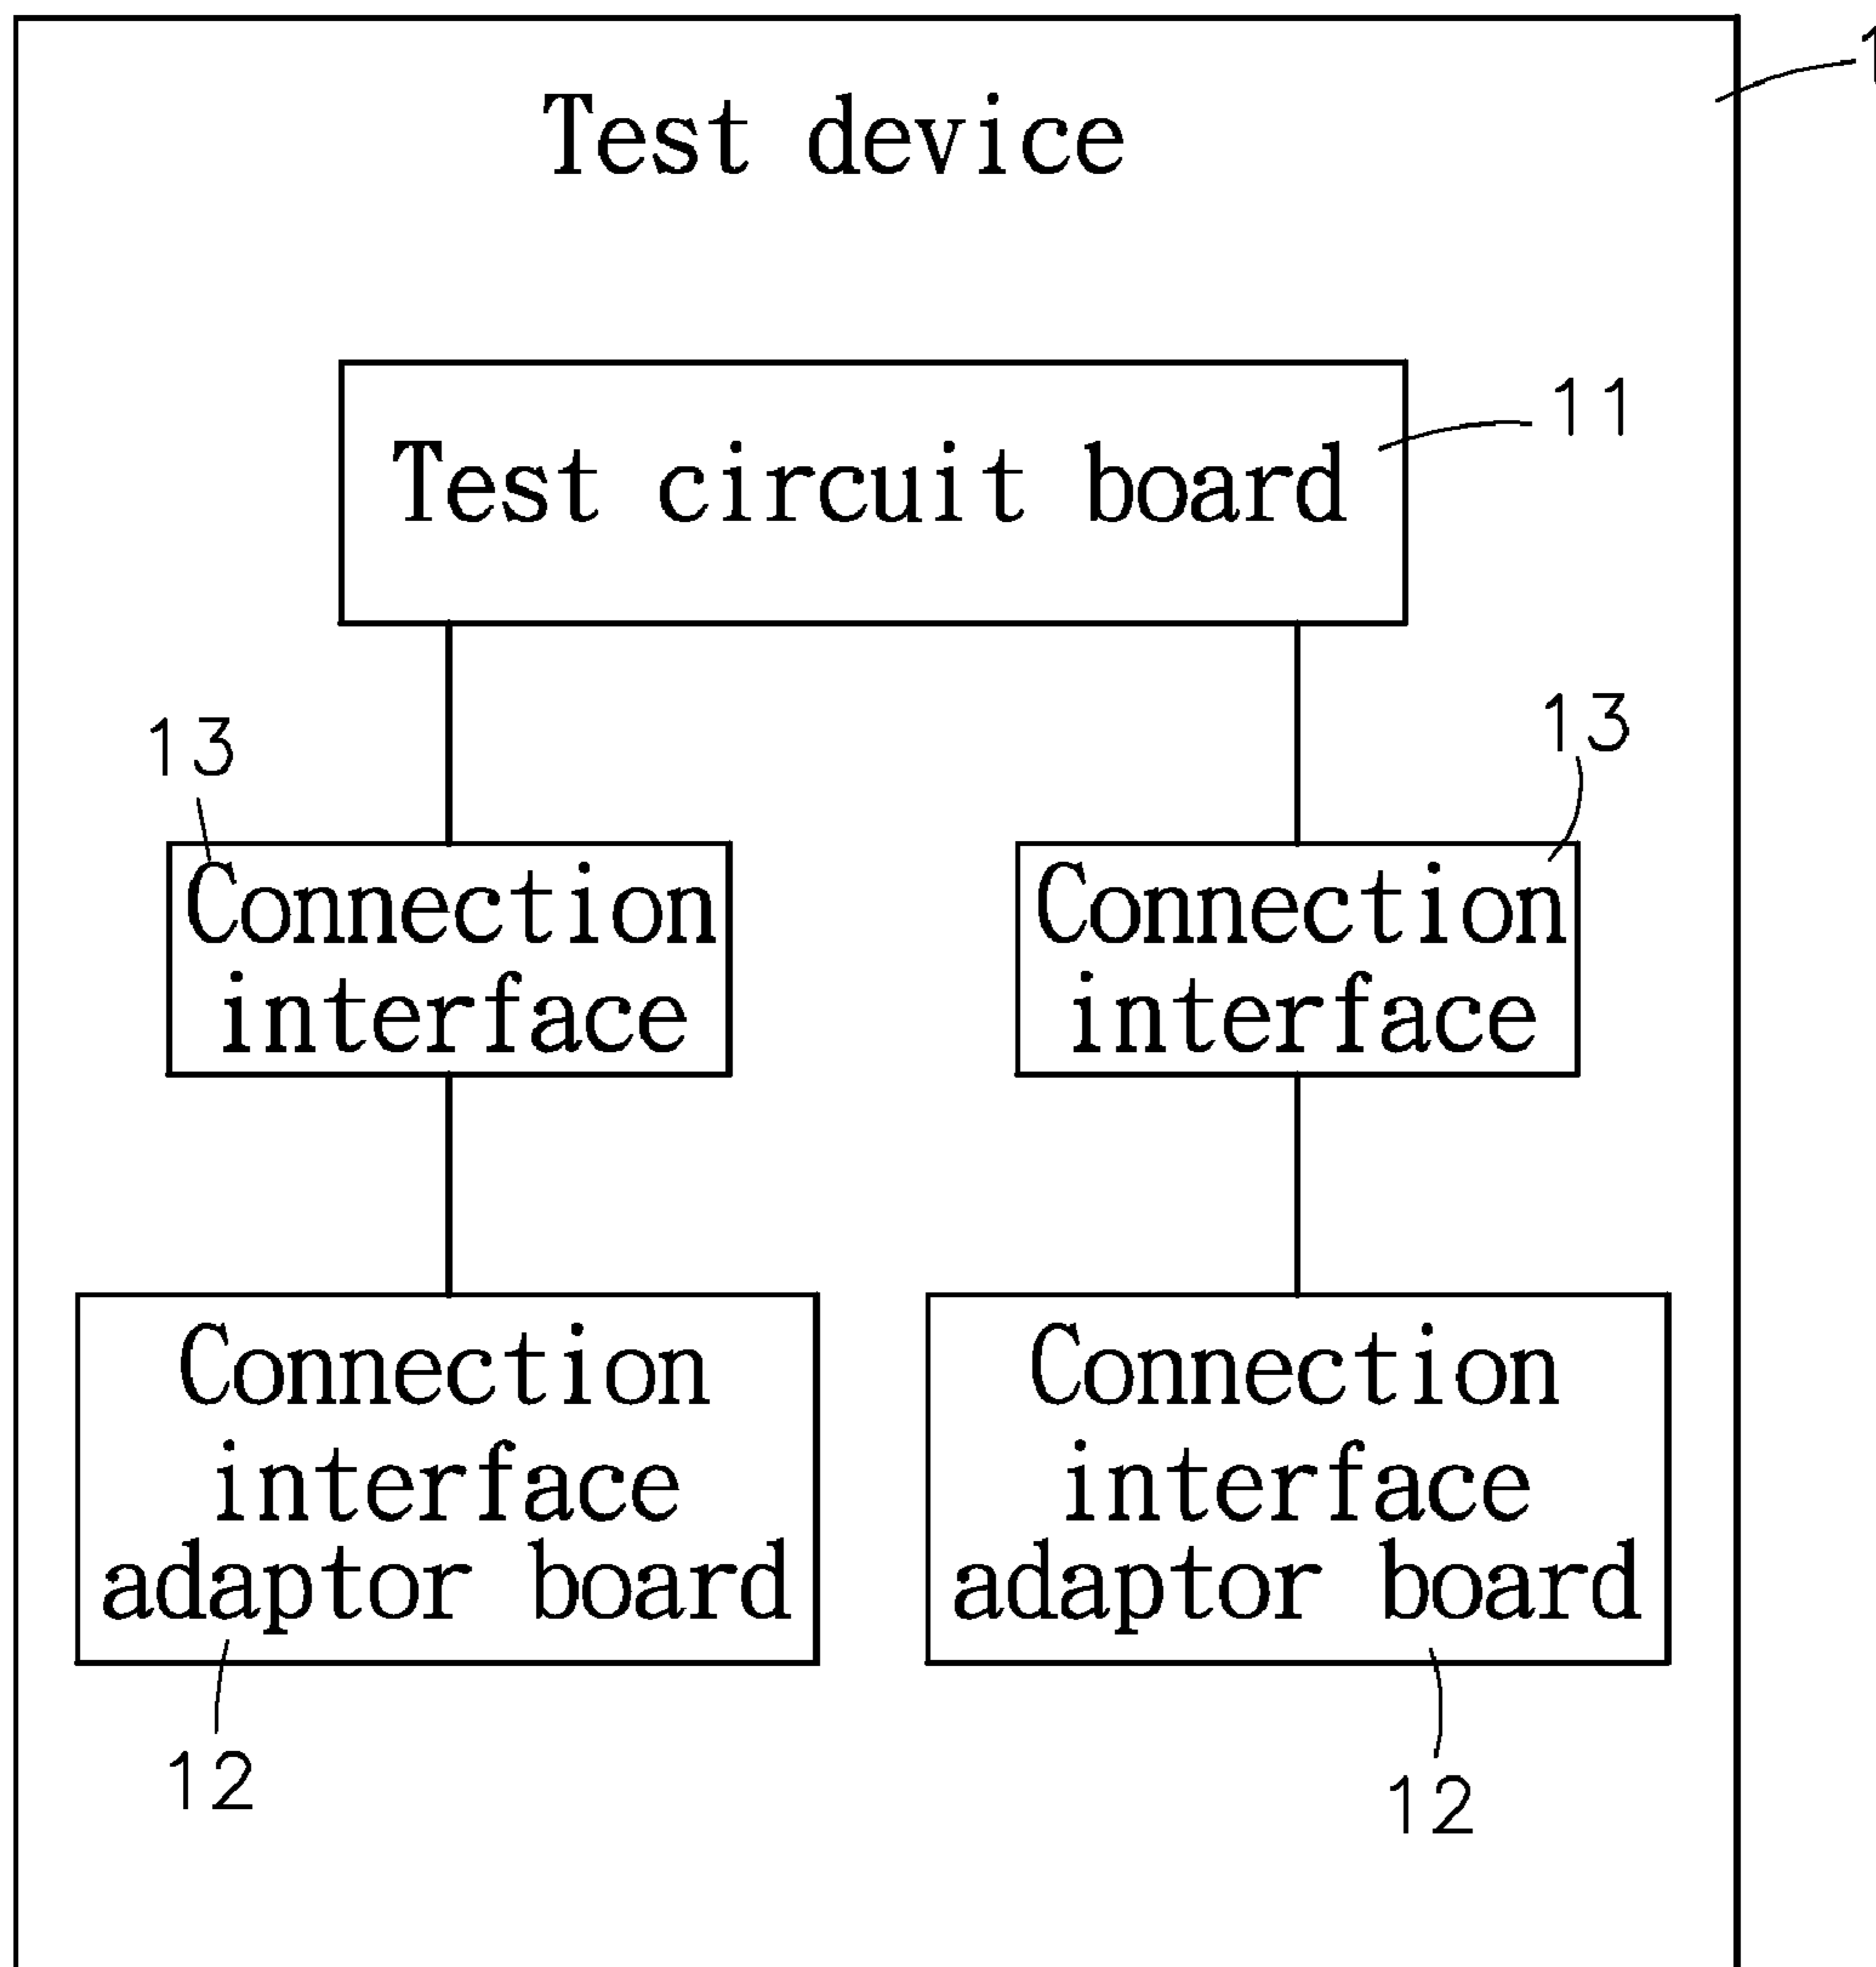 Test device
Test circuit board
11
13
13
Connection
interface
Connection
interface
Connection
interface
adaptor board
Connection
interface
adaptor board
12
12